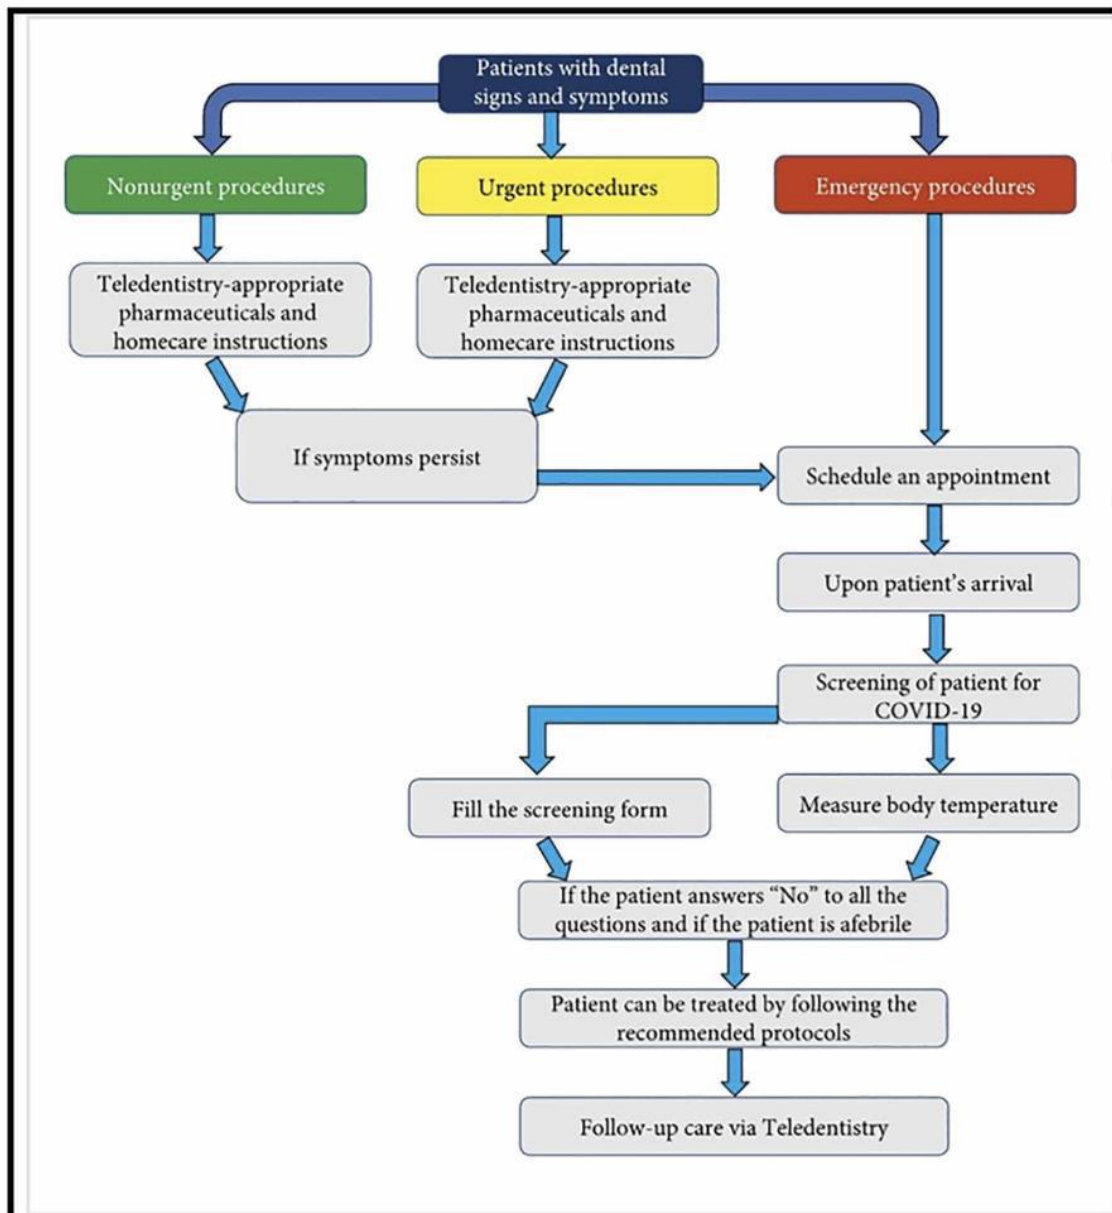 Patients with dental
signs and symptoms
Nonurgent procedures
Urgent procedures
Emergency procedures
Teledentistry-appropriate
pharmaceuticals and
homecare instructions
Teledentistry-appropriate
pharmaceuticals and
homecare instructions
If symptoms persist
Schedule an appointment
Upon patient’s arrival
Screening of patient for
COVID-19
Fill the screening form
Measure body temperature
If the patient answers “No” to all the
questions and if the patient is afebrile
Patient can be treated by following the
recommended protocols
Follow-up care via Teledentistry